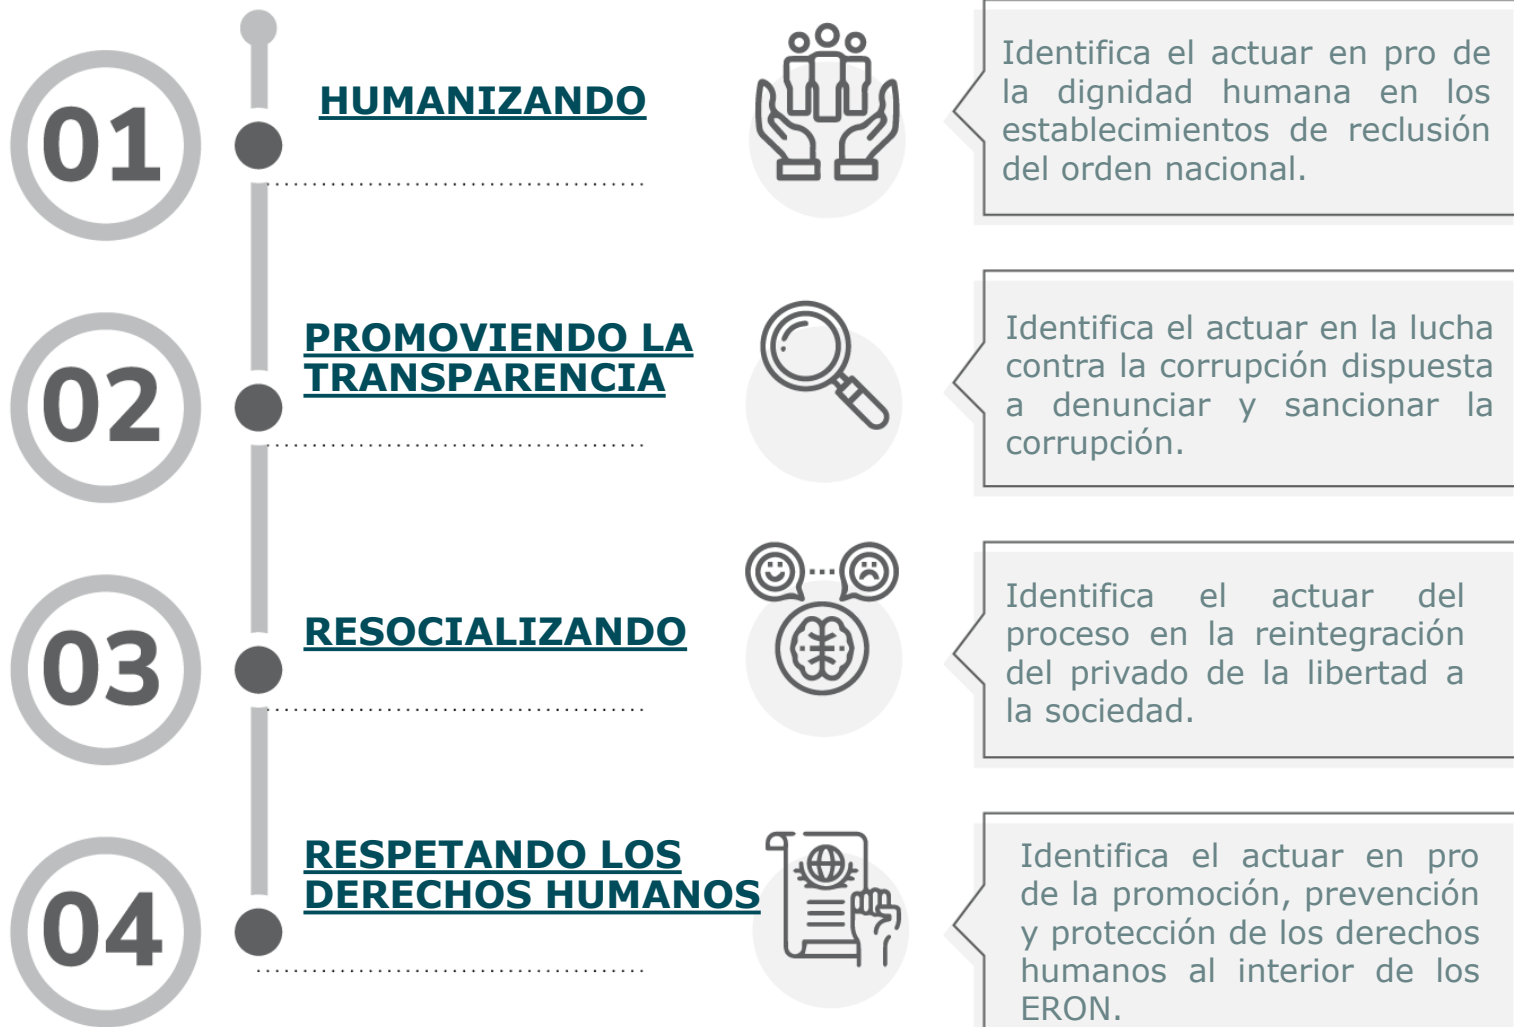 01
HUMANIZANDO
Identifica el actuar en pro de
la dignidad humana en los
establecimientos de reclusión
del orden nacional.
02
PROMOVIENDO LA
TRANSPARENCIA
Identifica el actuar en la lucha
contra la corrupción dispuesta
a denunciar y sancionar la
corrupción.
03
RESOCIALIZANDO
Identifica el actuar del
proceso en la reintegración
del privado de la libertad a
la sociedad.
04
RESPETANDO LOS
DERECHOS HUMANOS
Identifica el actuar en pro
de la promoción, prevención
y protección de los derechos
humanos al interior de los
ERON.